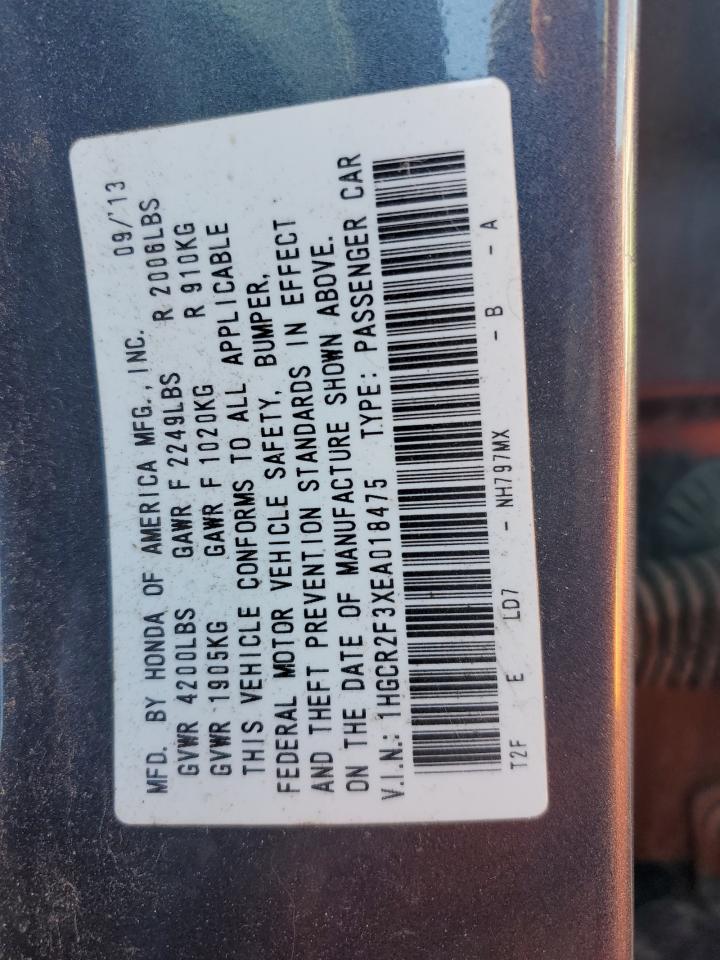 MFD. BY HONDA OF AMERICA MFG., INC. 09/'13
GVWR 4200LBS GAWR F 2249LBS R 2006LBS
GVWR 1905KG GAWR F 1020KG R 910KG
THIS VEHICLE CONFORMS TO ALL APPLICABLE
FEDERAL MOTOR VEHICLE SAFETY, BUMPER,
AND THEFT PREVENTION STANDARDS IN EFFECT
ON THE DATE OF MANUFACTURE SHOWN ABOVE.
V.I.N.: 1HGCR2F3XEA018475 TYPE: PASSENGER CAR
T2F E LD7 - NH797MX - B - A